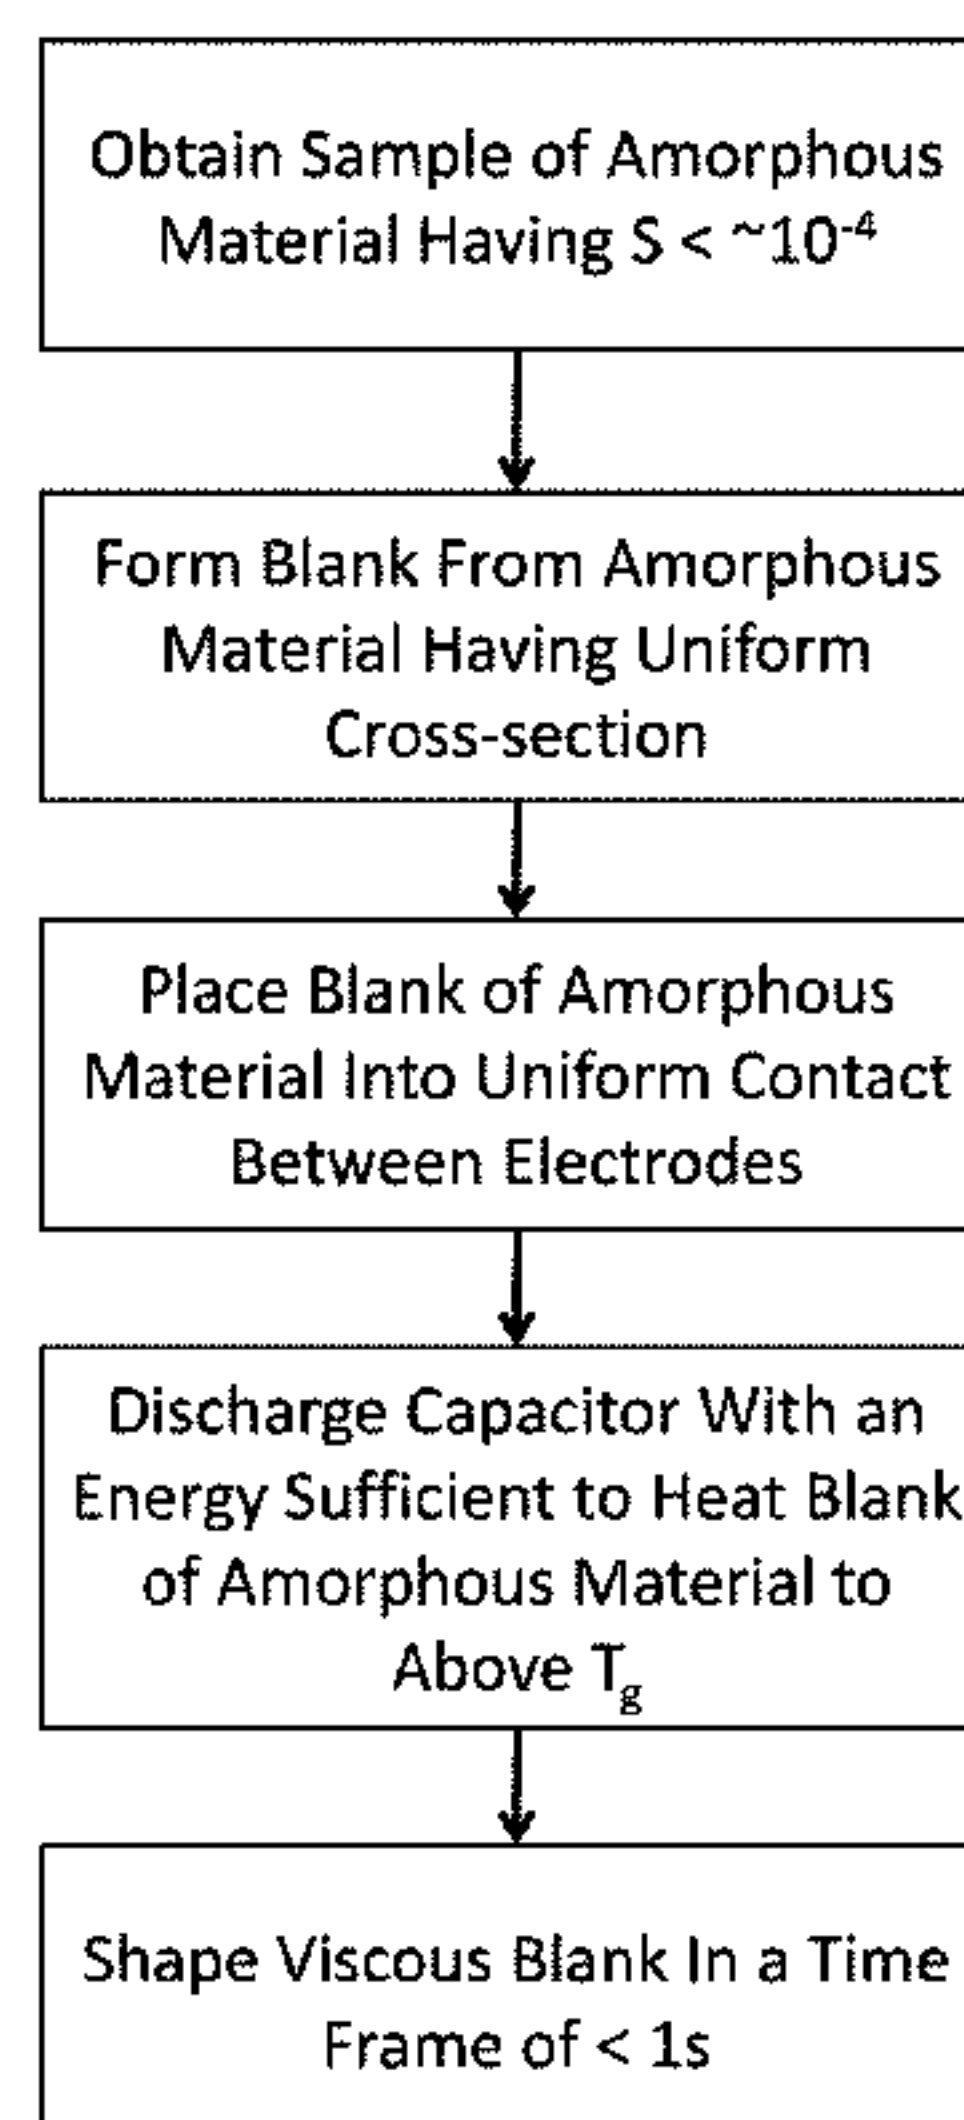 Obtain Sample of Amorphous
Material Having S < ~10⁻⁴
Form Blank From Amorphous
Material Having Uniform
Cross-section
Place Blank of Amorphous
Material Into Uniform Contact
Between Electrodes
Discharge Capacitor With an
Energy Sufficient to Heat Blank
of Amorphous Material to
Above Tg
Shape Viscous Blank In a Time
Frame of < 1s